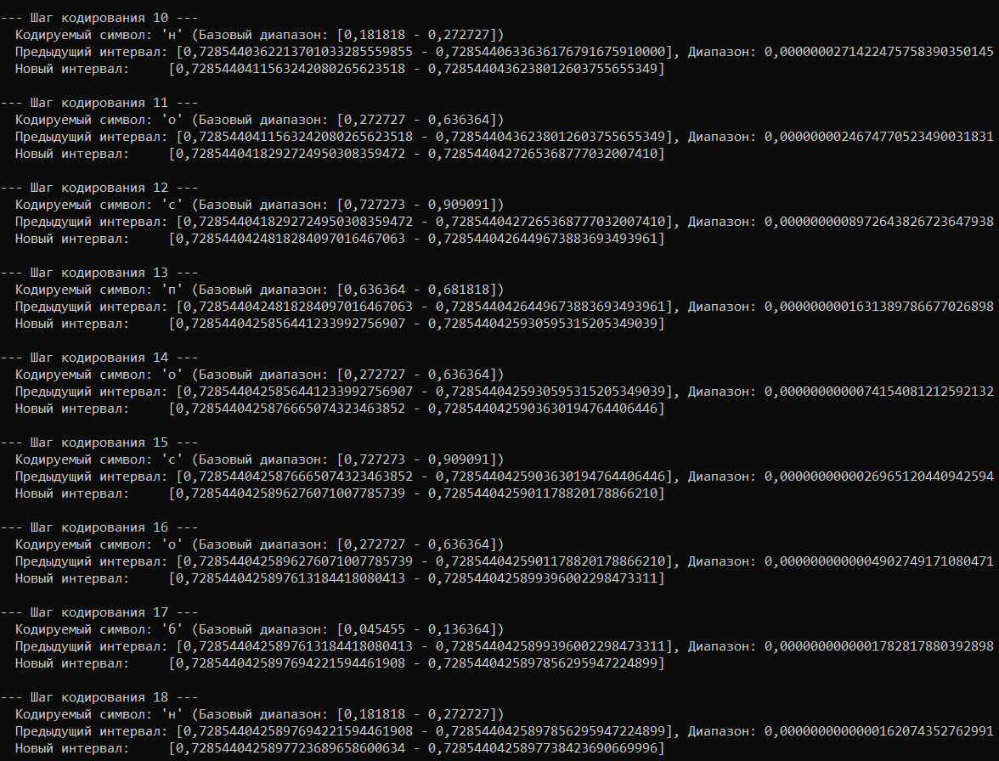 --- Шаг кодирования 10 ---
Кодируемый символ: 'н' (Базовый диапазон: [0,181818 - 0,272727])
Предыдущий интервал: [0,7285440362213701033285559855 - 0,7285440633636176791675910000], Диапазон: 0,0000000271422475758390350145
Новый интервал: [0,7285440411563242080265623518 - 0,7285440436238012603755655349]
--- Шаг кодирования 11 ---
Кодируемый символ: 'о' (Базовый диапазон: [0,272727 - 0,636364])
Предыдущий интервал: [0,7285440411563242080265623518 - 0,7285440436238012603755655349], Диапазон: 0,0000000024674770523490031831
Новый интервал: [0,7285440418292724950308359472 - 0,7285440427265368777032007410]
--- Шаг кодирования 12 ---
Кодируемый символ: 'с' (Базовый диапазон: [0,727273 - 0,909091])
Предыдущий интервал: [0,7285440418292724950308359472 - 0,7285440427265368777032007410], Диапазон: 0,0000000008972643826723647938
Новый интервал: [0,7285440424818284097016467063 - 0,7285440426449673883693493961]
--- Шаг кодирования 13 ---
Кодируемый символ: 'п' (Базовый диапазон: [0,636364 - 0,681818])
Предыдущий интервал: [0,7285440424818284097016467063 - 0,7285440426449673883693493961], Диапазон: 0,0000000001631389786677026898
Новый интервал: [0,7285440425856441233992756907 - 0,7285440425930595315205349039]
--- Шаг кодирования 14 ---
Кодируемый символ: 'о' (Базовый диапазон: [0,272727 - 0,636364])
Предыдущий интервал: [0,7285440425856441233992756907 - 0,7285440425930595315205349039], Диапазон: 0,0000000000074154081212592132
Новый интервал: [0,7285440425876665074323463852 - 0,7285440425903630194764406446]
--- Шаг кодирования 15 ---
Кодируемый символ: 'с' (Базовый диапазон: [0,727273 - 0,909091])
Предыдущий интервал: [0,7285440425876665074323463852 - 0,7285440425903630194764406446], Диапазон: 0,0000000000026965120440942594
Новый интервал: [0,7285440425896276071007785739 - 0,7285440425901178820178866210]
--- Шаг кодирования 16 ---
Кодируемый символ: 'о' (Базовый диапазон: [0,272727 - 0,636364])
Предыдущий интервал: [0,7285440425896276071007785739 - 0,7285440425901178820178866210], Диапазон: 0,0000000000004902749171080471
Новый интервал: [0,7285440425897613184418080413 - 0,7285440425899396002298473311]
--- Шаг кодирования 17 ---
Кодируемый символ: 'б' (Базовый диапазон: [0,045455 - 0,136364])
Предыдущий интервал: [0,7285440425897613184418080413 - 0,7285440425899396002298473311], Диапазон: 0,0000000000001782817880392898
Новый интервал: [0,7285440425897694221594461908 - 0,7285440425897856295947224899]
--- Шаг кодирования 18 ---
Кодируемый символ: 'н' (Базовый диапазон: [0,181818 - 0,272727])
Предыдущий интервал: [0,7285440425897694221594461908 - 0,7285440425897856295947224899], Диапазон: 0,0000000000000162074352762991
Новый интервал: [0,7285440425897723689658600634 - 0,7285440425897738423690669996]